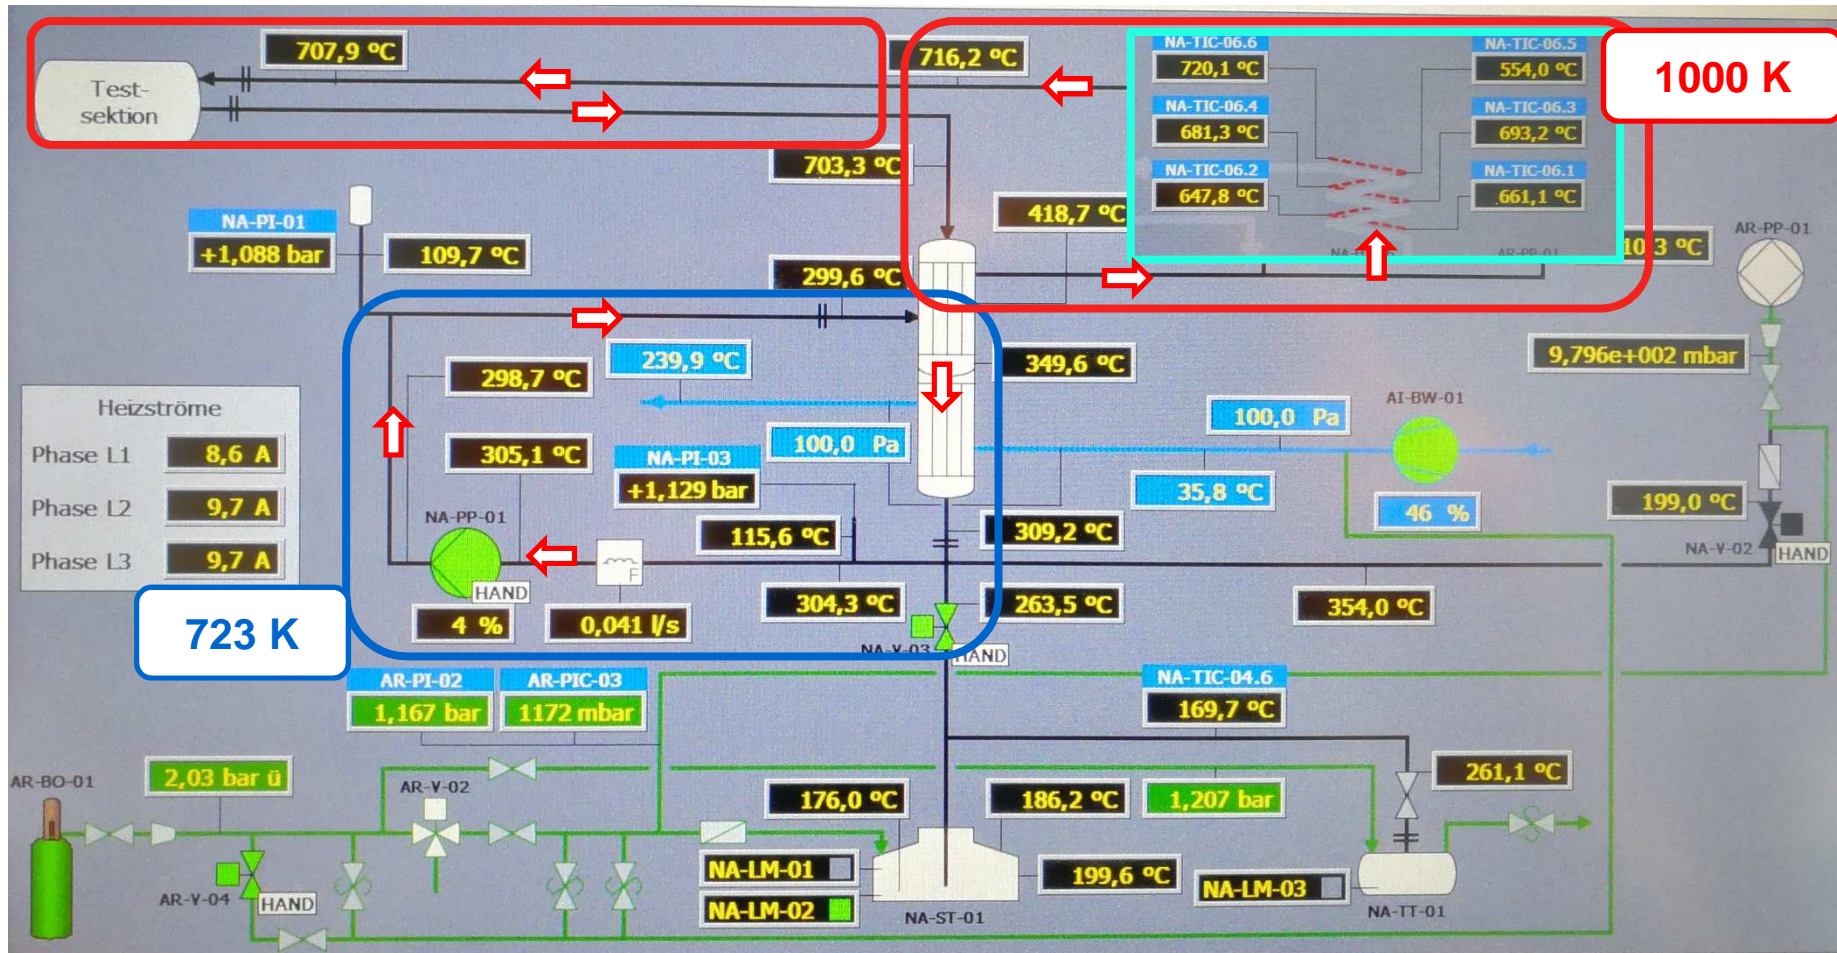 707,9 °C
716,2 °C
NA-TIC-06.6
720,1 °C
NA-TIC-06.5
554,0 °C
1000 K
Test-
sektion
NA-TIC-06.4
681,3 °C
NA-TIC-06.3
693,2 °C
703,3 °C
NA-TIC-06.2
647,8 °C
NA-TIC-06.1
661,1 °C
NA-PI-01
+1,088 bar
109,7 °C
418,7 °C
AR-PP-01
10,3 °C
AR-PP-01
299,6 °C
239,9 °C
349,6 °C
9,796e+002 mbar
298,7 °C
Heizströme
Phase L1
8,6 A
Phase L2
9,7 A
Phase L3
9,7 A
AI-BW-01
100,0 Pa
100,0 Pa
305,1 °C
NA-PI-03
+1,129 bar
35,8 °C
46 %
199,0 °C
NA-V-02
HAND
NA-PP-01
HAND
115,6 °C
309,2 °C
F
4 %
0,041 l/s
304,3 °C
263,5 °C
354,0 °C
723 K
NA-V-03
HAND
AR-PI-02
1,167 bar
AR-PIC-03
1172 mbar
NA-TIC-04.6
169,7 °C
AR-BO-01
2,03 bar ü
AR-V-02
176,0 °C
186,2 °C
1,207 bar
261,1 °C
AR-V-04
HAND
NA-LM-01
NA-LM-02
199,6 °C
NA-LM-03
NA-ST-01
NA-TT-01